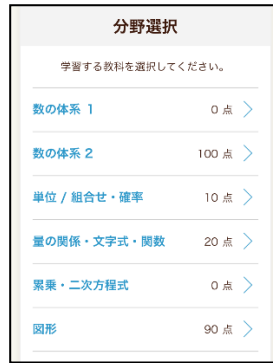 分野選択
学習する教科を選択してください。
数の体系 1 0 点
数の体系 2 100 点
単位 / 組合せ・確率 10 点
量の関係・文字式・関数 20 点
累乗・二次方程式 0 点
図形 90 点